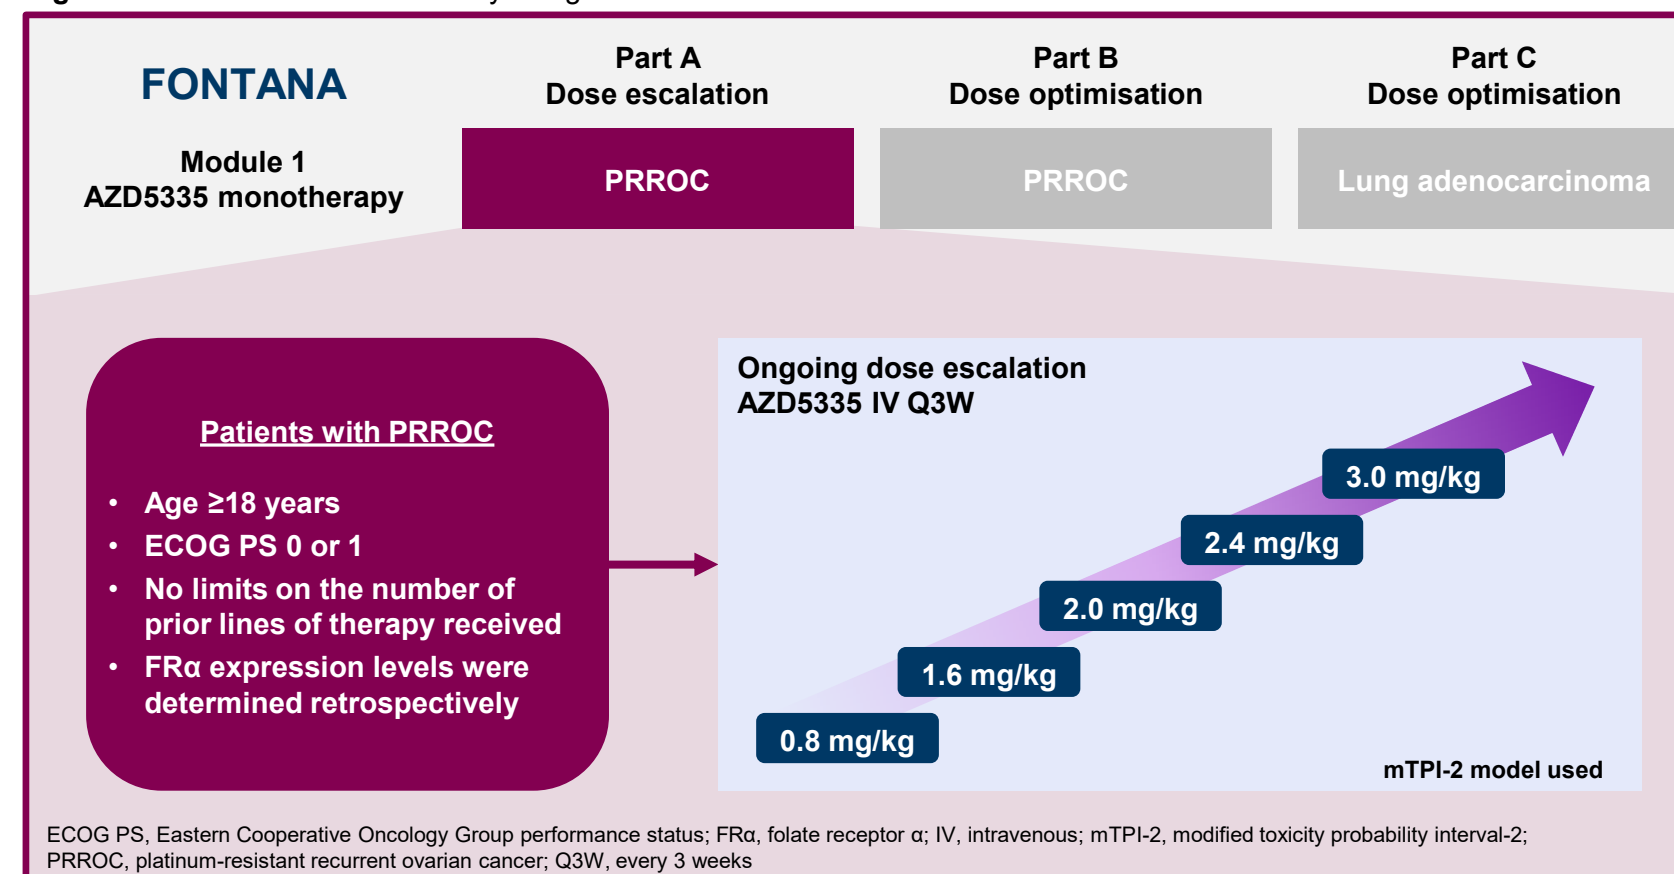 FONTANA
Part A
Dose escalation
Part B
Dose optimisation
Part C
Dose optimisation
Module 1
AZD5335 monotherapy
PRROC
PRROC
Lung adenocarcinoma
Patients with PRROC
• Age ≥18 years
• ECOG PS 0 or 1
• No limits on the number of
prior lines of therapy received
• FRα expression levels were
determined retrospectively
Ongoing dose escalation
AZD5335 IV Q3W
3.0 mg/kg
2.4 mg/kg
2.0 mg/kg
1.6 mg/kg
0.8 mg/kg
mTPI-2 model used
ECOG PS, Eastern Cooperative Oncology Group performance status; FRα, folate receptor α; IV, intravenous; mTPI-2, modified toxicity probability interval-2;
PRROC, platinum-resistant recurrent ovarian cancer; Q3W, every 3 weeks